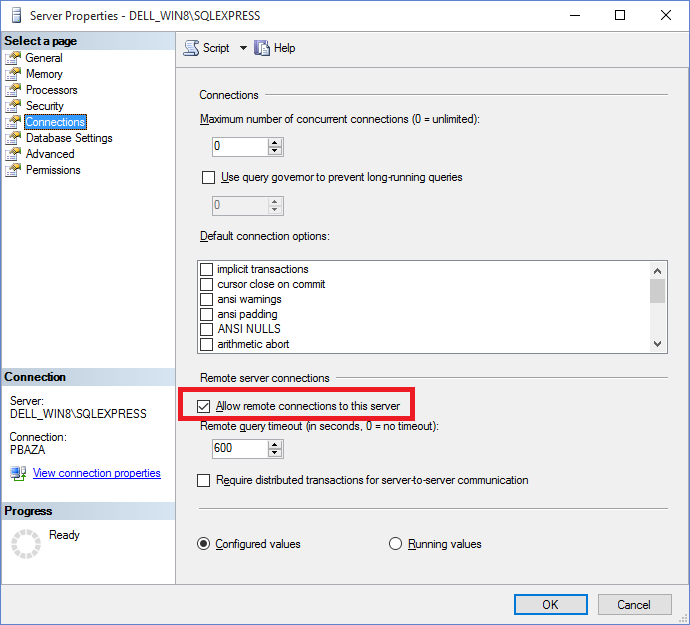 Server Properties - DELL_WIN8\SQLEXPRESS
Select a page
General
Memory
Processors
Security
Connections
Database Settings
Advanced
Permissions
Connection
Server:
DELL_WIN8\SQLEXPRESS
Connection:
PBAZA
View connection properties
Progress
Ready
Script Help
Connections
Maximum number of concurrent connections (0 = unlimited):
0
Use query governor to prevent long-running queries
0
Default connection options:
implicit transactions
cursor close on commit
ansi warnings
ansi padding
ANSI NULLS
arithmetic abort
Remote server connections
Allow remote connections to this server
Remote query timeout (in seconds, 0 = no timeout):
600
Require distributed transactions for server-to-server communication
Configured values Running values
OK Cancel